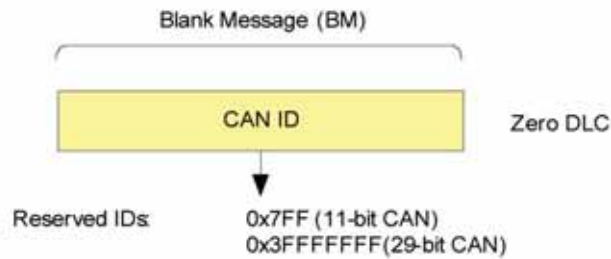 Blank Message (BM)
CAN ID
Zero DLC
Reserved IDs:
0x7FF (11-bit CAN)
0x3FFFFFFF(29-bit CAN)